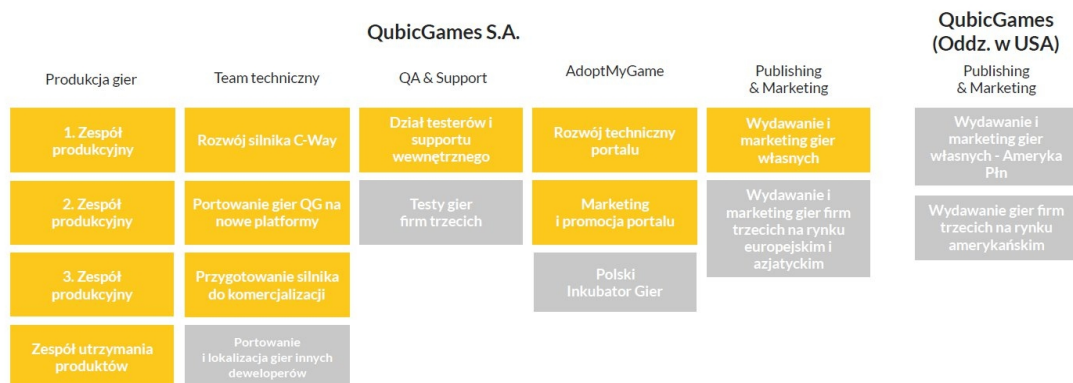 QubicGames S.A.
QubicGames
(Oddz. w USA)
Produkcja gier
Team techniczny
QA & Support
AdoptMyGame
Publishing
& Marketing
Publishing
& Marketing
1. Zespół
produkcyjny
Rozwój silnika C-Way
Dział testerów i
supportu
wewnętrznego
Rozwój techniczny
portalu
Wydawanie i
marketing gier
własnych
Wydawanie i
marketing gier
własnych - Ameryka
Płn
2. Zespół
produkcyjny
Portowanie gier QG na
nowe platformy
Testy gier
firm trzecich
Marketing
i promocja portalu
Wydawanie i
marketing gier firm
trzecich na rynku
europejskim i
azjatyckim
Wydawanie gier firm
trzecich na rynku
amerykańskim
3. Zespół
produkcyjny
Przygotowanie silnika
do komercjalizacji
Polski
Inkubator Gier
Zespół utrzymania
produktów
Portowanie
i lokalizacja gier innych
deweloperów